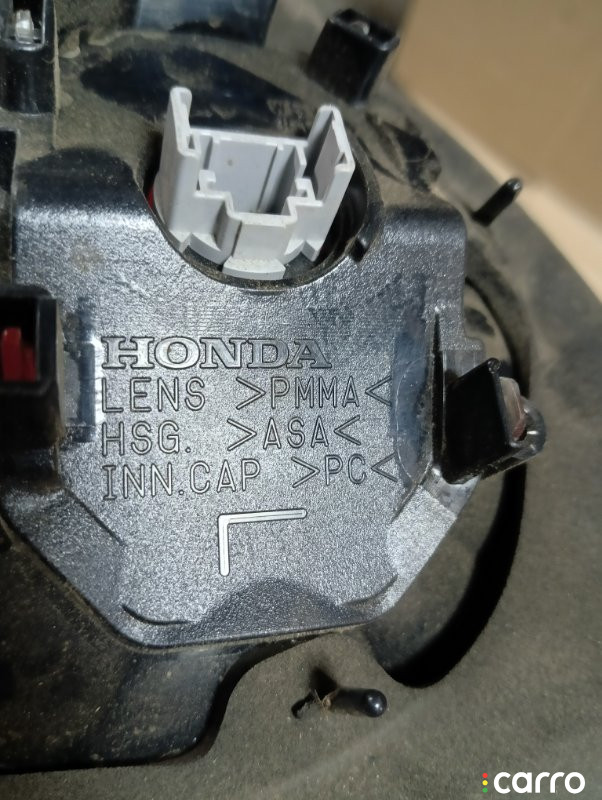 HONDA
LENS >PMMA<
HSG. >ASA<
INN.CAP >PC<
L
carro